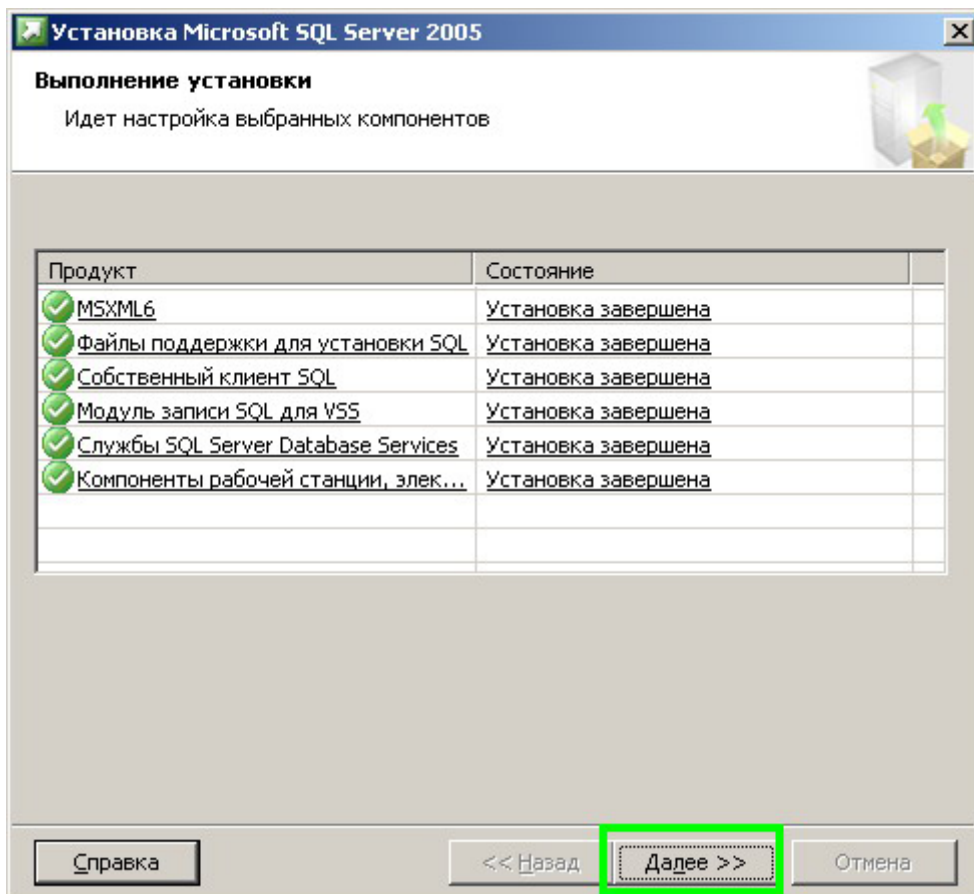 Установка Microsoft SQL Server 2005
Выполнение установки
Идет настройка выбранных компонентов
Продукт Состояние
MSXML6 Установка завершена
Файлы поддержки для установки SQL Установка завершена
Собственный клиент SQL Установка завершена
Модуль записи SQL для VSS Установка завершена
Службы SQL Server Database Services Установка завершена
Компоненты рабочей станции, элек... Установка завершена
Справка << Назад Далее >> Отмена